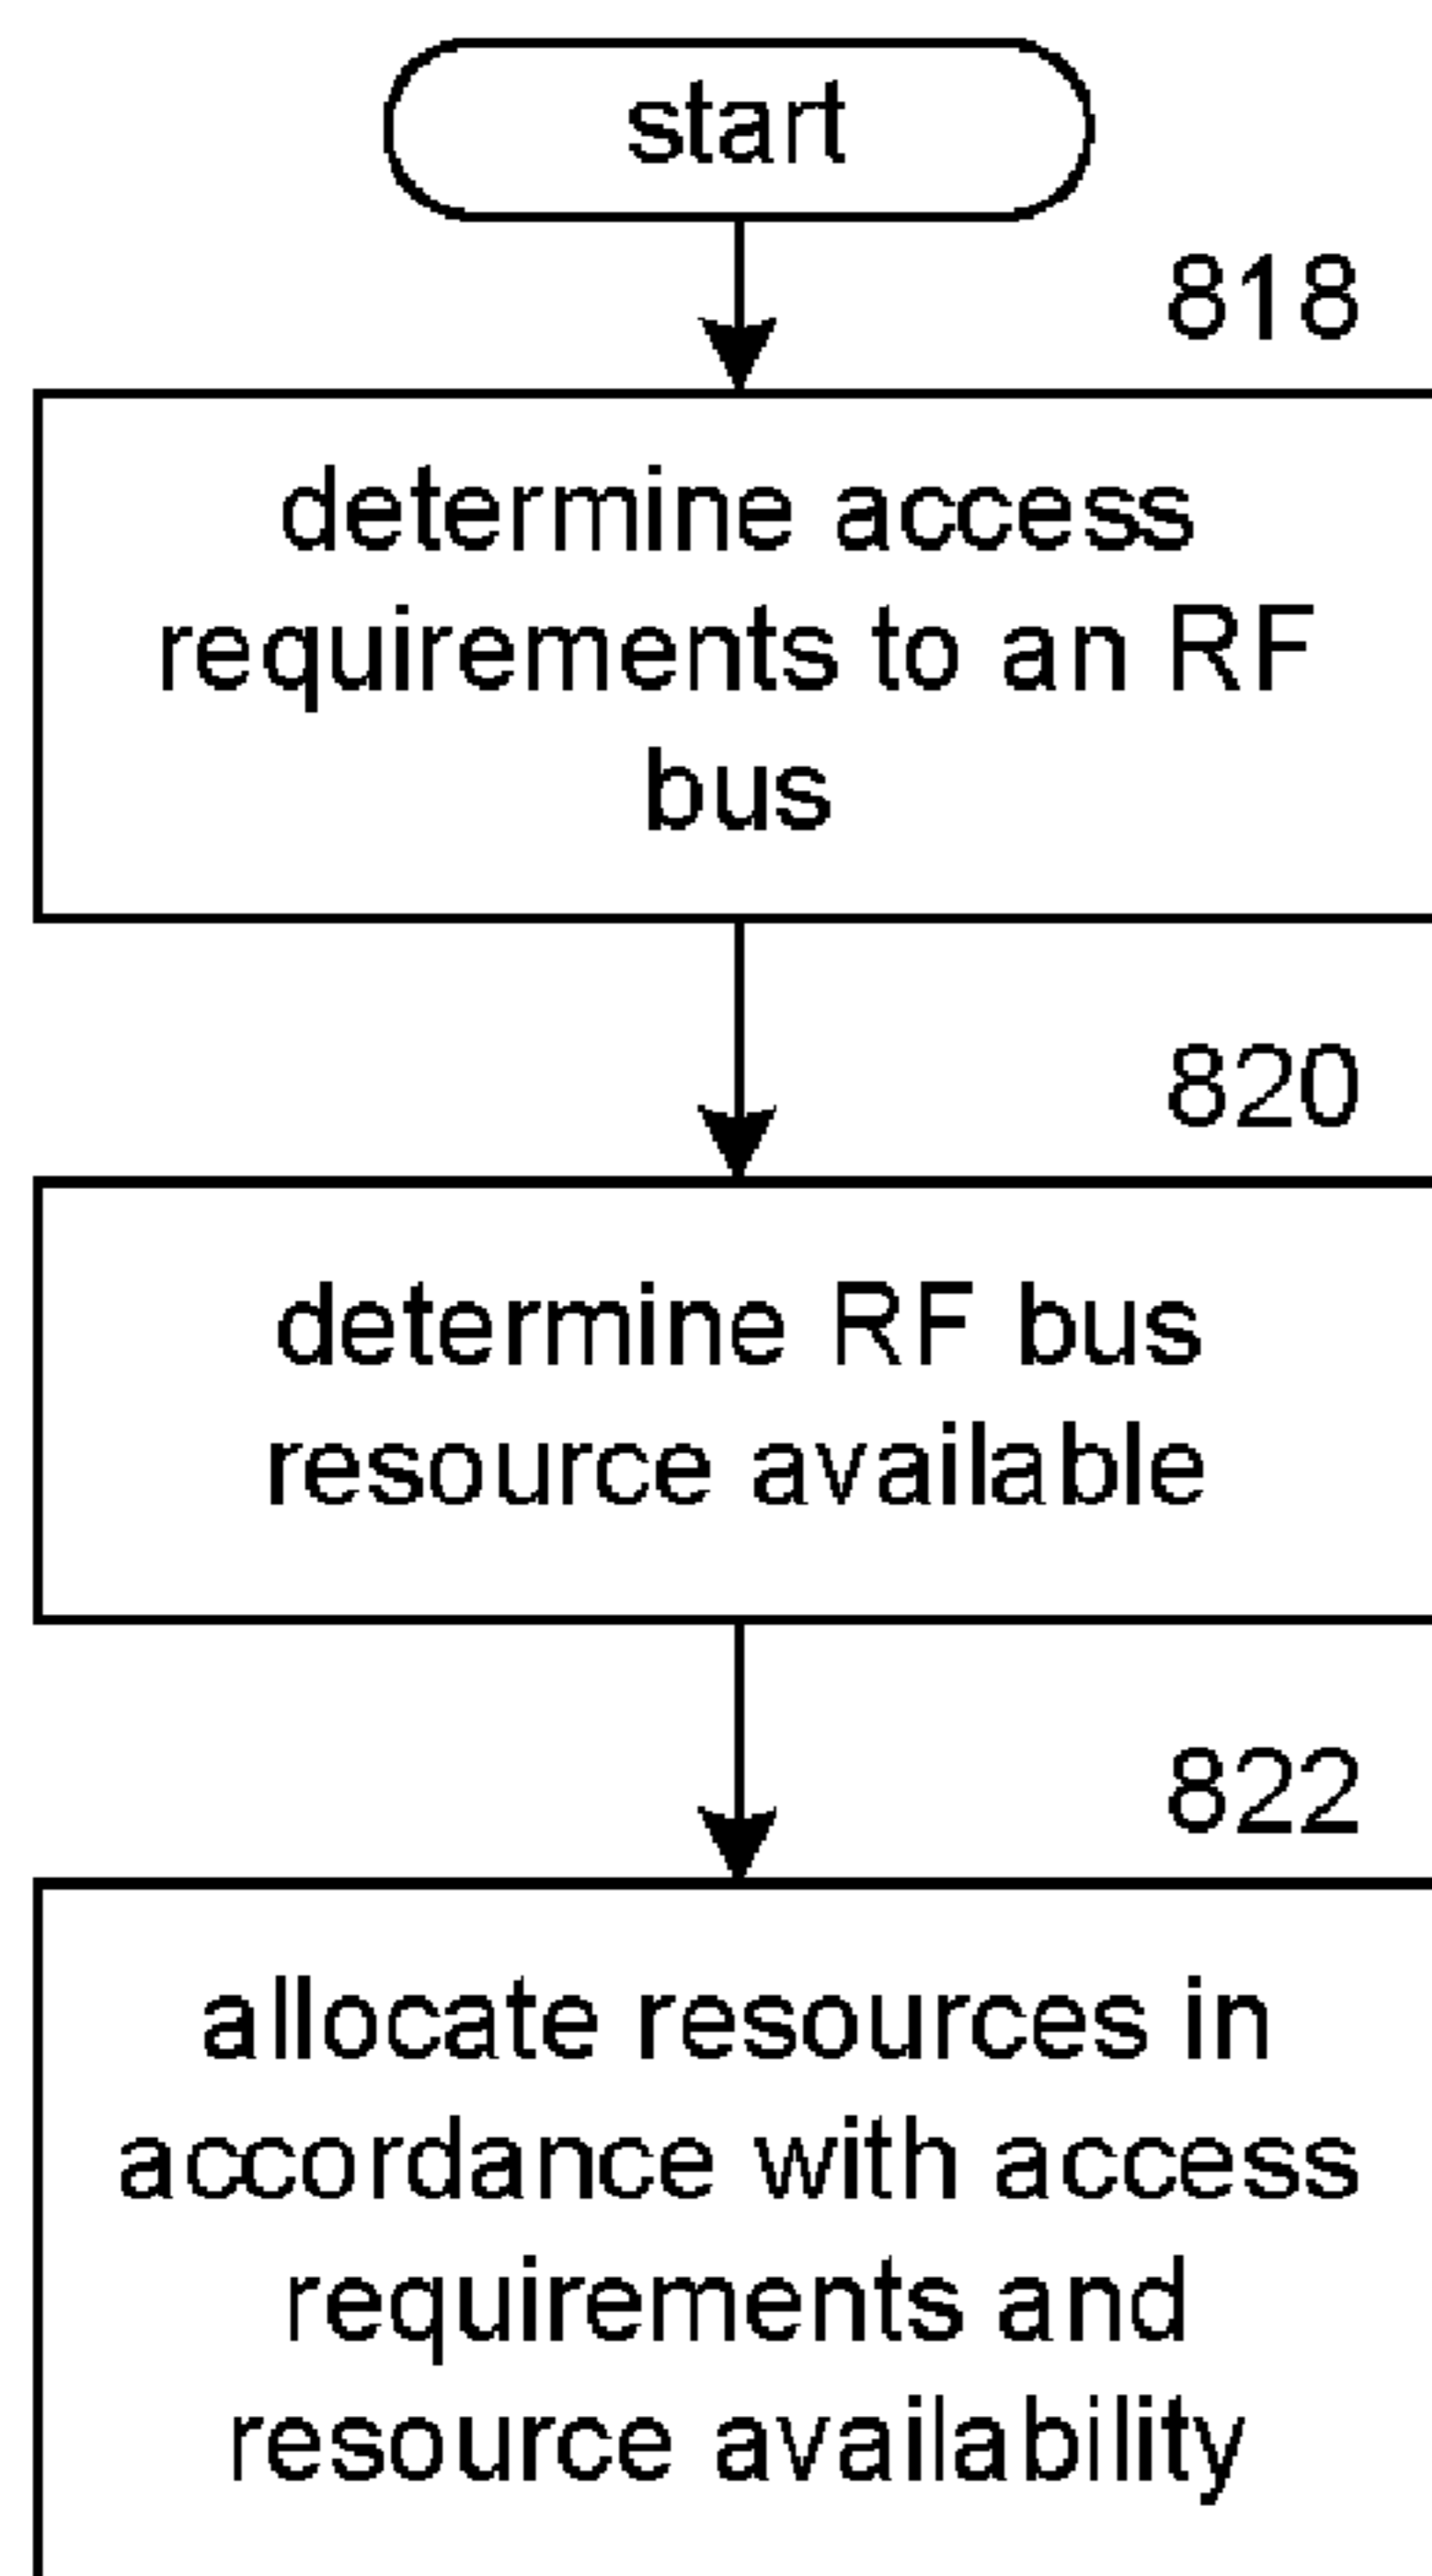 start
818
determine access
requirements to an RF
bus
820
determine RF bus
resource available
822
allocate resources in
accordance with access
requirements and
resource availability